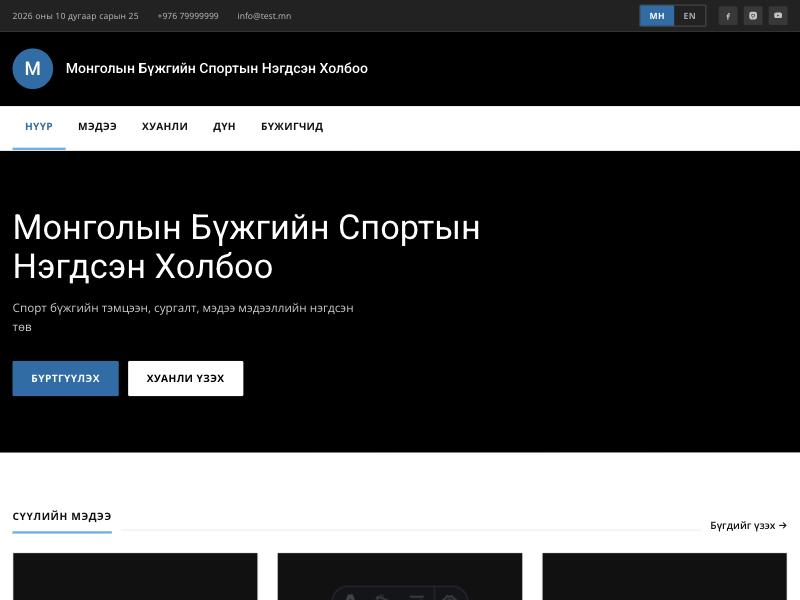 2026 оны 10 дугаар сарын 25 +976 79999999 info@test.mn МН EN
М Монголын Бүжгийн Спортын Нэгдсэн Холбоо
НҮҮР МЭДЭЭ ХУАНЛИ ДҮН БҮЖИГЧИД
Монголын Бүжгийн Спортын
Нэгдсэн Холбоо
Спорт бүжгийн тэмцээн, сургалт, мэдээ мэдээллийн нэгдсэн
төв
БҮРТГҮҮЛЭХ ХУАНЛИ ҮЗЭХ
СҮҮЛИЙН МЭДЭЭ
Бүгдийг үзэх →